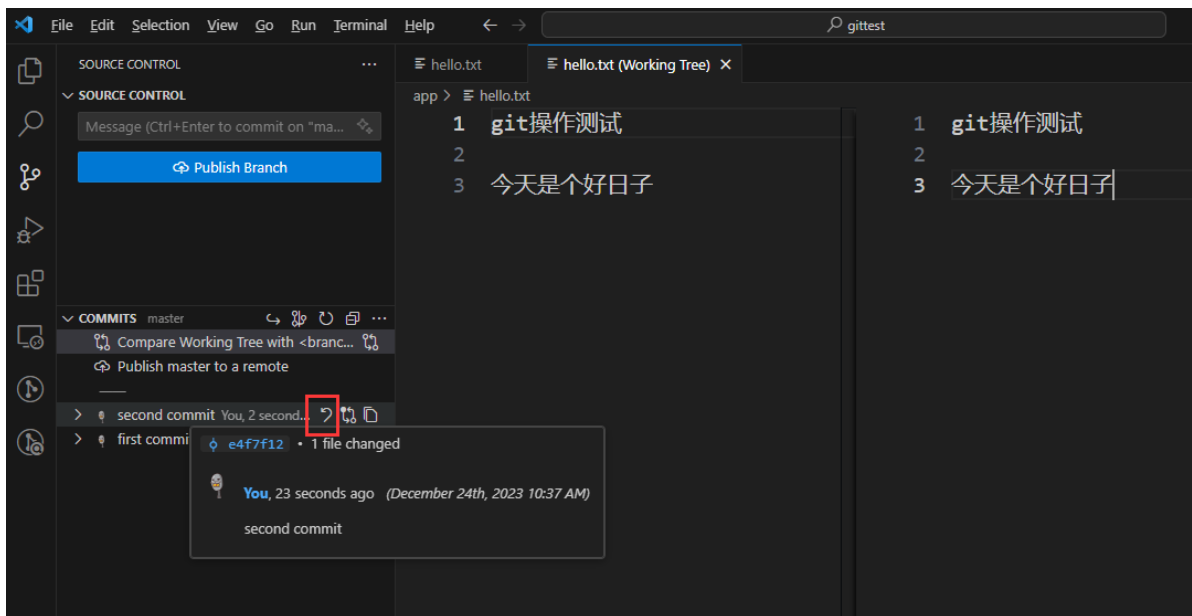 File Edit Selection View Go Run Terminal Help gittest
SOURCE CONTROL
hello.txt
hello.txt (Working Tree)
SOURCE CONTROL
app > hello.txt
Message (Ctrl+Enter to commit on "ma...
Publish Branch
1 git操作测试
2
3 今天是个好日子
1 git操作测试
2
3 今天是个好日子
COMMITS master
Compare Working Tree with <branc...
Publish master to a remote
second commit You, 2 second...
first commi
e4f7f12 • 1 file changed
You, 23 seconds ago (December 24th, 2023 10:37 AM)
second commit